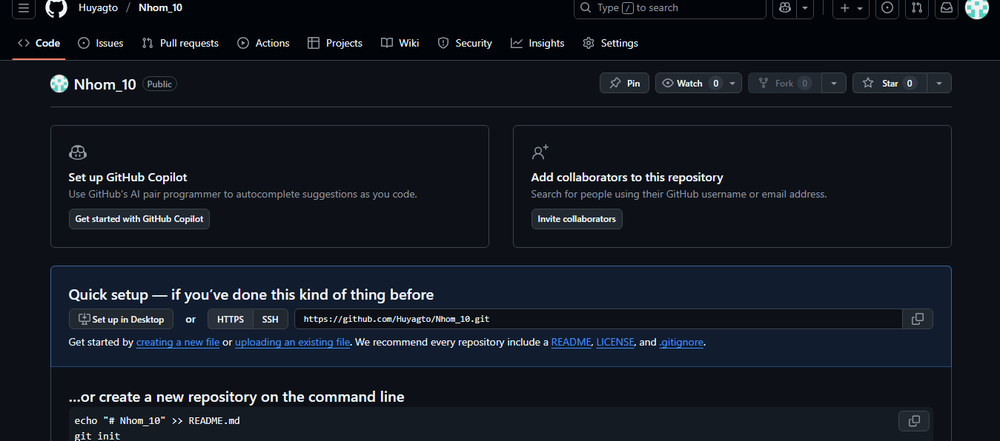 Huyagto / Nhom_10
Type / to search
Code Issues Pull requests Actions Projects Wiki Security Insights Settings
Nhom_10 Public
Pin Watch 0 Fork 0 Star 0
Set up GitHub Copilot
Use GitHub's AI pair programmer to autocomplete suggestions as you code.
Get started with GitHub Copilot
Add collaborators to this repository
Search for people using their GitHub username or email address.
Invite collaborators
Quick setup — if you’ve done this kind of thing before
Set up in Desktop or HTTPS SSH https://github.com/Huyagto/Nhom_10.git
Get started by creating a new file or uploading an existing file. We recommend every repository include a README, LICENSE, and .gitignore.
…or create a new repository on the command line
echo "# Nhom_10" >> README.md
git init